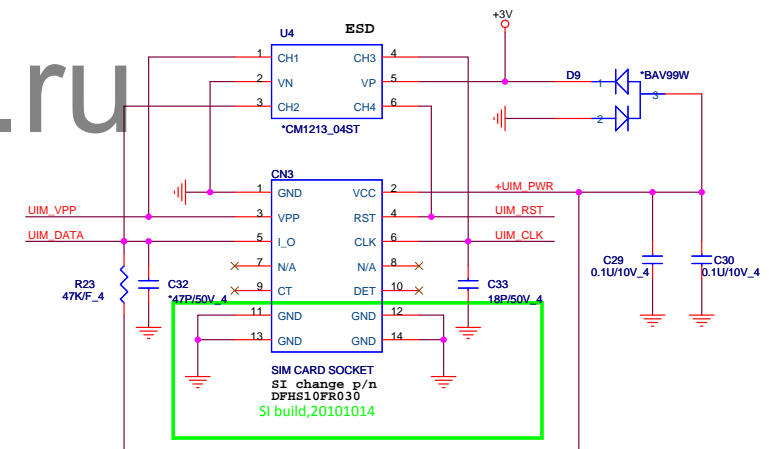 +3V
U4 ESD
1 CH1 CH3 4
2 VN VP 5
3 CH2 CH4 6
*CM1213_04ST
D9 *BAV99W
1
3
2
.ru
CN3
1 GND VCC 2 +UIM_PWR
UIM_VPP 3 VPP RST 4 UIM_RST
UIM_DATA 5 I_O CLK 6 UIM_CLK
7 N/A N/A 8
9 CT DET 10
11 GND GND 12
13 GND GND 14
R23
47K/F_4
C32
*47P/50V_4
C33
18P/50V_4
C29
0.1U/10V_4
C30
0.1U/10V_4
SIM CARD SOCKET
SI change p/n
DFHS10FR030
SI build,20101014